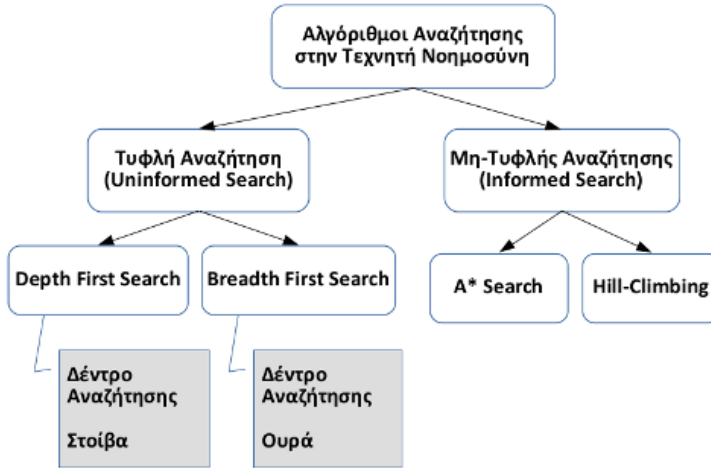 Αλγόριθμοι Αναζήτησης
στην Τεχνητή Νοημοσύνη
Τυφλή Αναζήτηση
(Uninformed Search)
Μη-Τυφλής Αναζήτησης
(Informed Search)
Depth First Search
Breadth First Search
A* Search
Hill-Climbing
Δέντρο
Αναζήτησης
Στοίβα
Δέντρο
Αναζήτησης
Ουρά